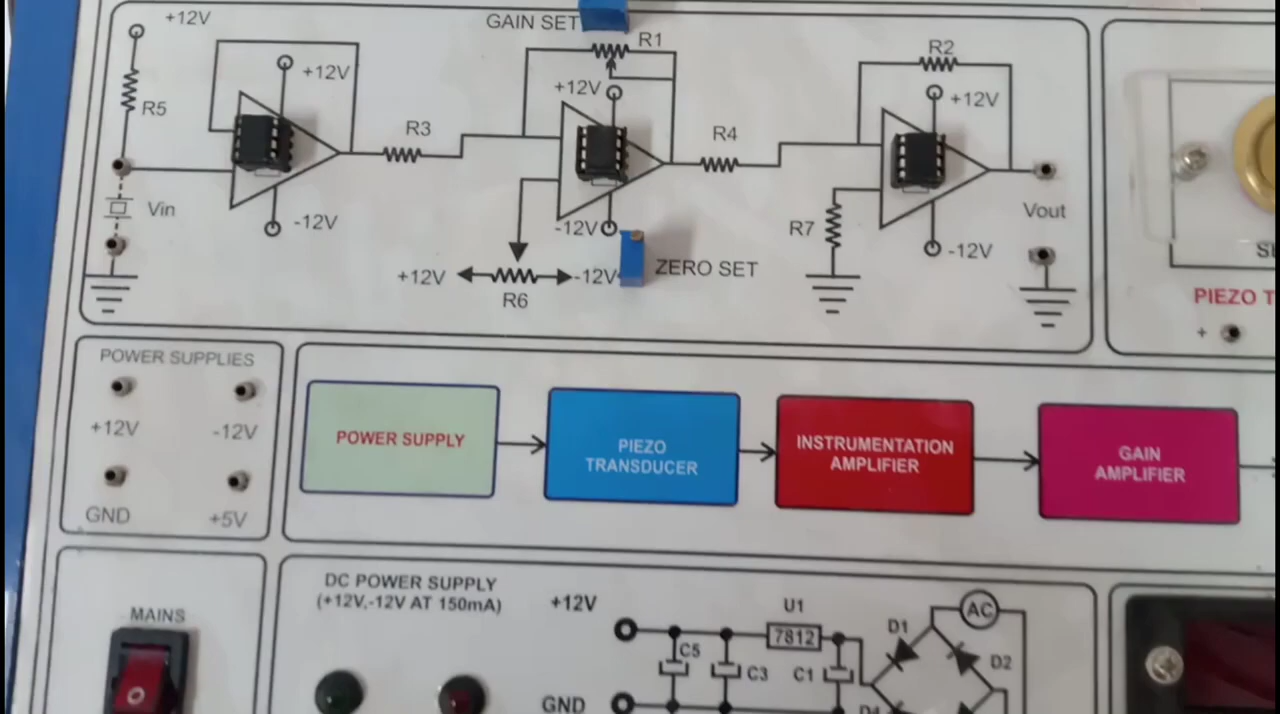 +12V
GAIN SET
R1
R2
+12V
+12V
+12V
R5
R3
R4
Vin
-12V
-12V
R7
-12V
Vout
+12V
R6
-12V
ZERO SET
PIEZO T
+
POWER SUPPLIES
+12V
-12V
GND
+5V
POWER SUPPLY
PIEZO
TRANSDUCER
INSTRUMENTATION
AMPLIFIER
GAIN
AMPLIFIER
MAINS
DC POWER SUPPLY
(+12V,-12V AT 150mA)
+12V
U1
7812
AC
D1
D2
C5
C3
C1
GND